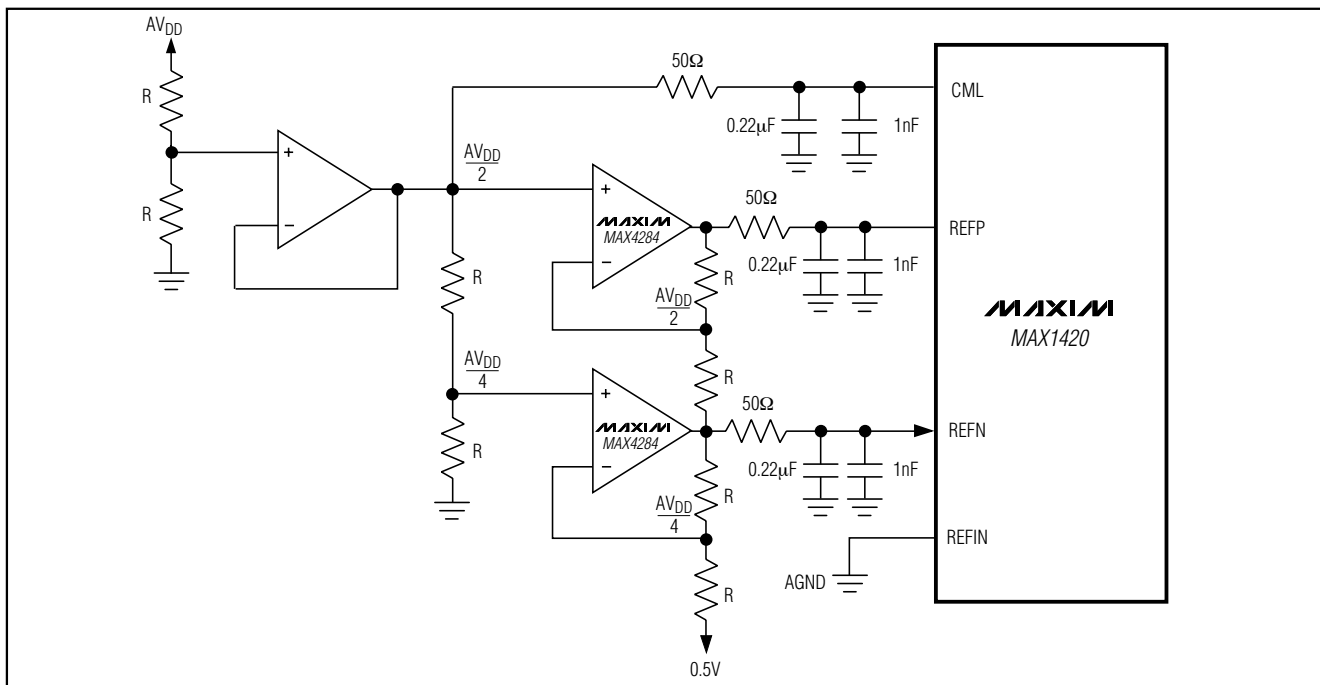 AVDD
R
R
+
−
AVDD
2
R
AVDD
4
R
50Ω
0.22μF
1nF
CML
+
−
MAXIM
MAX4284
50Ω
R
AVDD
2
0.22μF
1nF
REFP
R
+
−
MAXIM
MAX4284
50Ω
R
AVDD
4
0.22μF
1nF
REFN
R
0.5V
AGND
REFIN
MAXIM
MAX1420